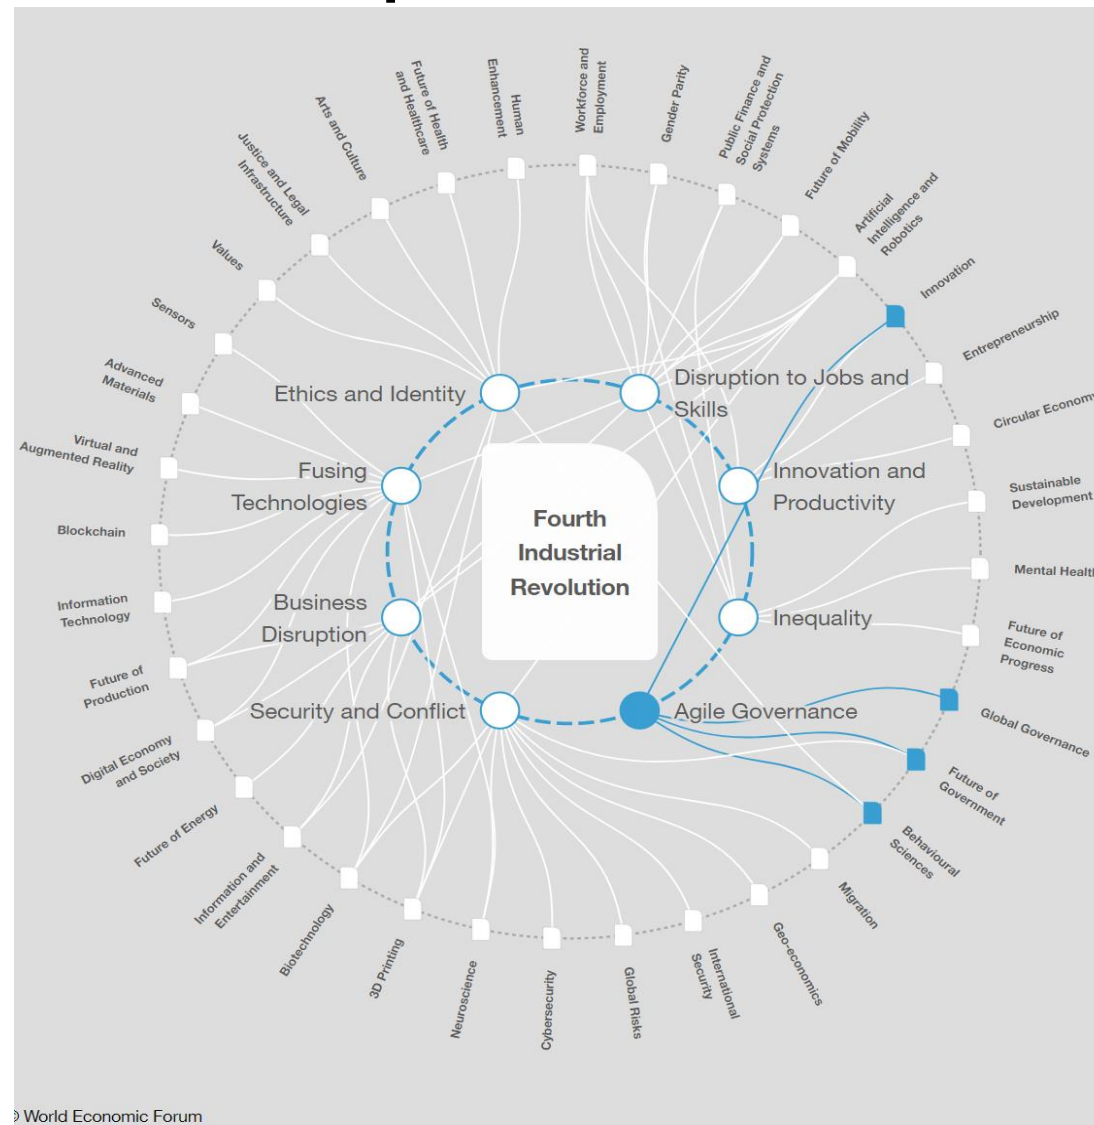 Workforce and
Employment
Gender Parity
Public Finance and
Social Protection
Systems
Future of Mobility
Artificial
Intelligence and
Robotics
Innovation
Entrepreneurship
Circular Economy
Sustainable
Development
Mental Health
Future of
Economic
Progress
Global Governance
Future of
Government
Behavioural
Sciences
Migration
Geo-economics
International
Security
Global Risks
Cybersecurity
Neuroscience
3D Printing
Biotechnology
Information and
Entertainment
Future of Energy
Digital Economy
and Society
Future of
Production
Information
Technology
Blockchain
Virtual and
Augmented Reality
Advanced
Materials
Sensors
Values
Justice and Legal
Infrastructure
Arts and Culture
Future of Health
and Healthcare
Human
Enhancement
Ethics and Identity
Disruption to Jobs and
Skills
Fusing
Technologies
Innovation and
Productivity
Fourth
Industrial
Revolution
Business
Disruption
Inequality
Security and Conflict
Agile Governance
© World Economic Forum